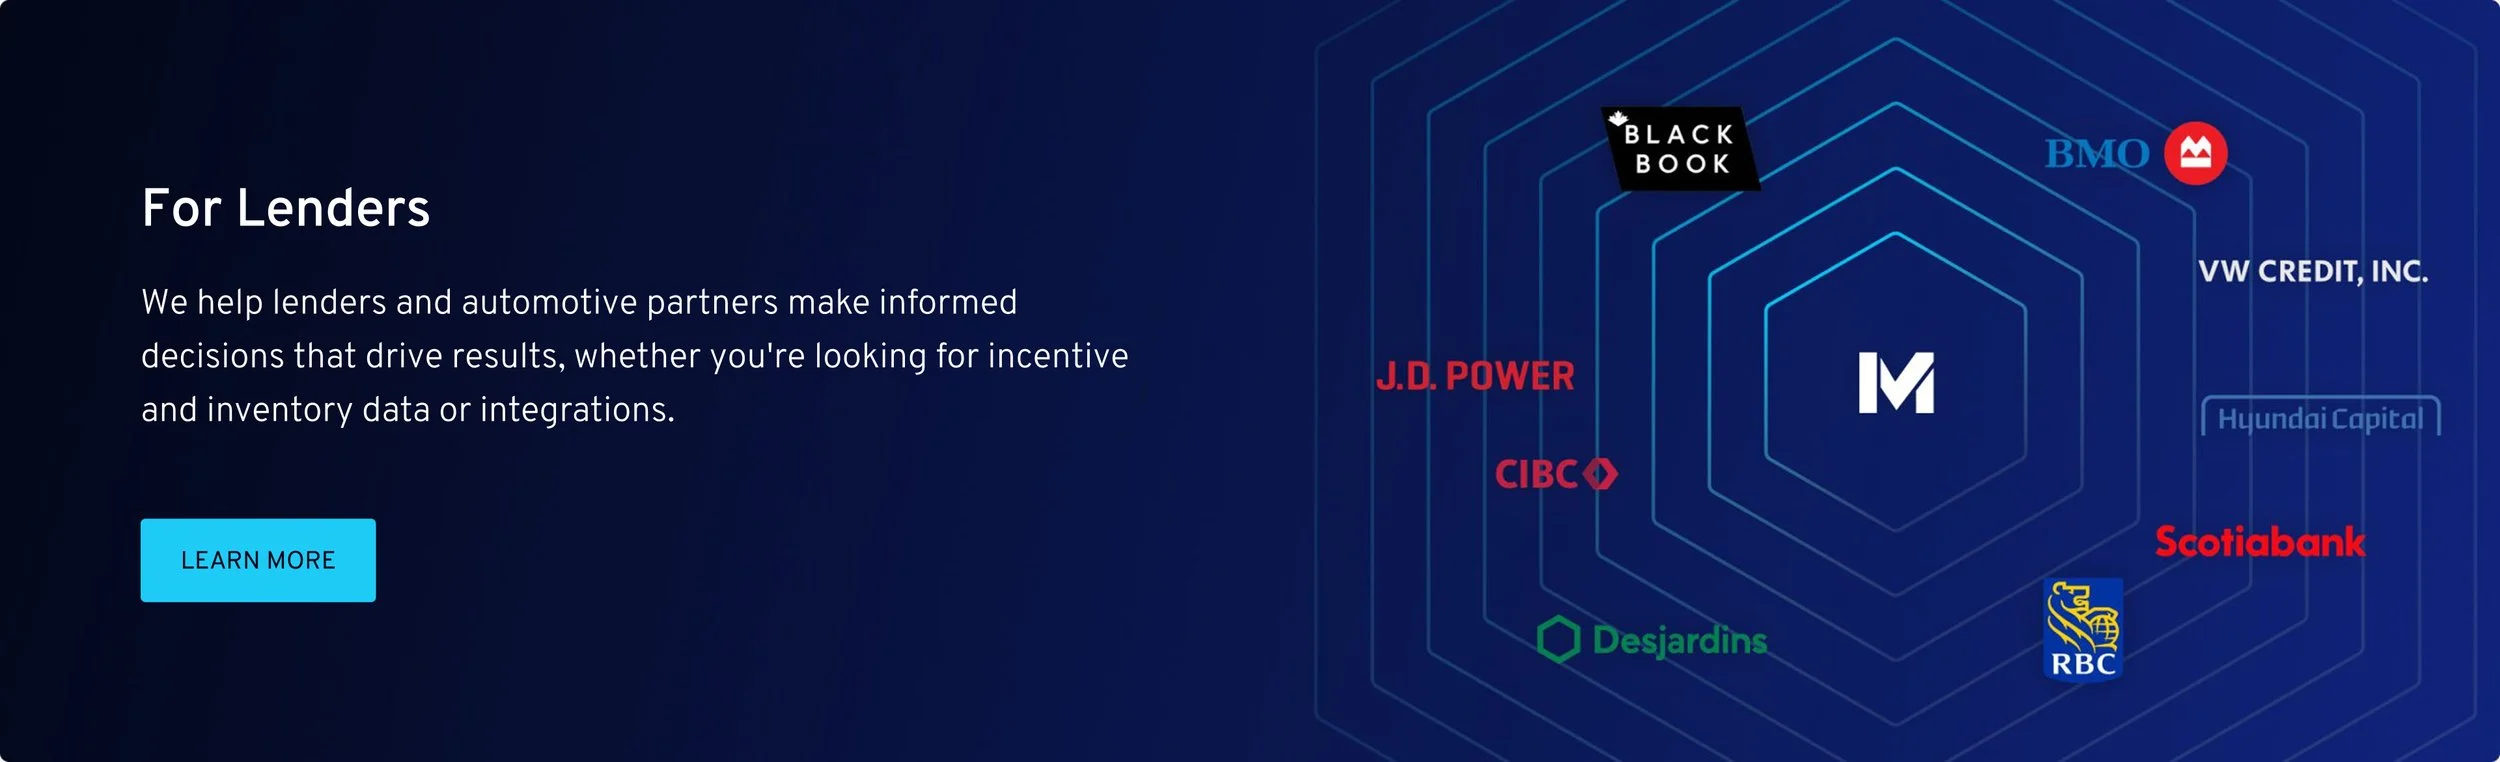 For Lenders
We help lenders and automotive partners make informed
decisions that drive results, whether you're looking for incentive
and inventory data or integrations.
LEARN MORE
BLACK
BOOK
BMO
VW CREDIT, INC.
J.D. POWER
M
Hyundai Capital
CIBC
Scotiabank
Desjardins
RBC